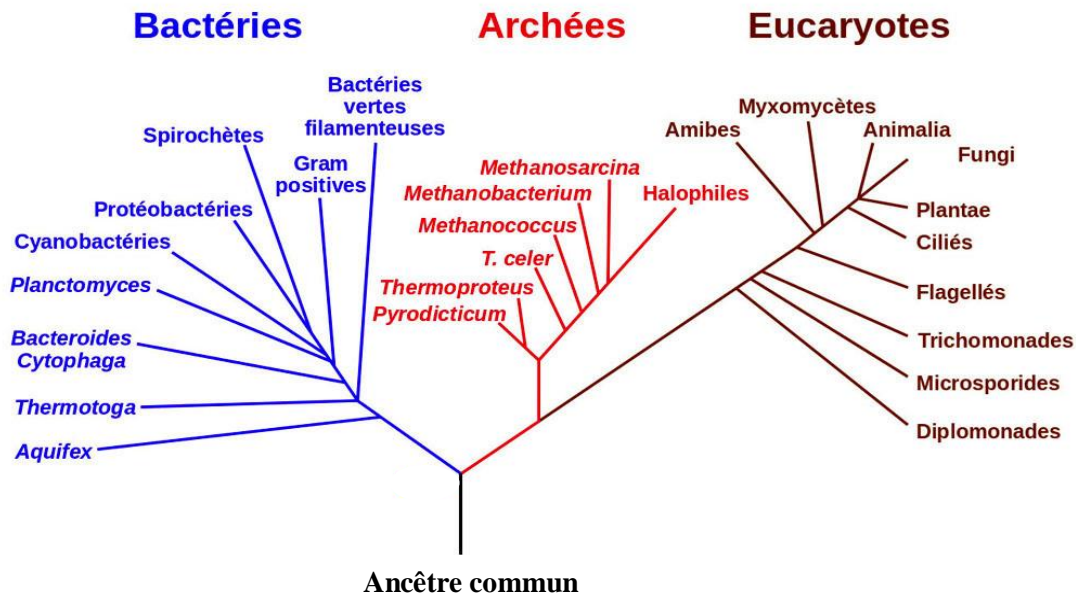 Bactéries
Archées
Eucaryotes
Bactéries
vertes
filamenteuses
Spirochètes
Gram
positives
Protéobactéries
Cyanobactéries
Planctomyces
Bacteroides
Cytophaga
Thermotoga
Aquifex
Methanosarcina
Methanobacterium
Halophiles
Methanococcus
T. celer
Thermoproteus
Pyrodicticum
Myxomycètes
Amibes
Animalia
Fungi
Plantae
Ciliés
Flagellés
Trichomonades
Microsporides
Diplomonades
Ancêtre commun